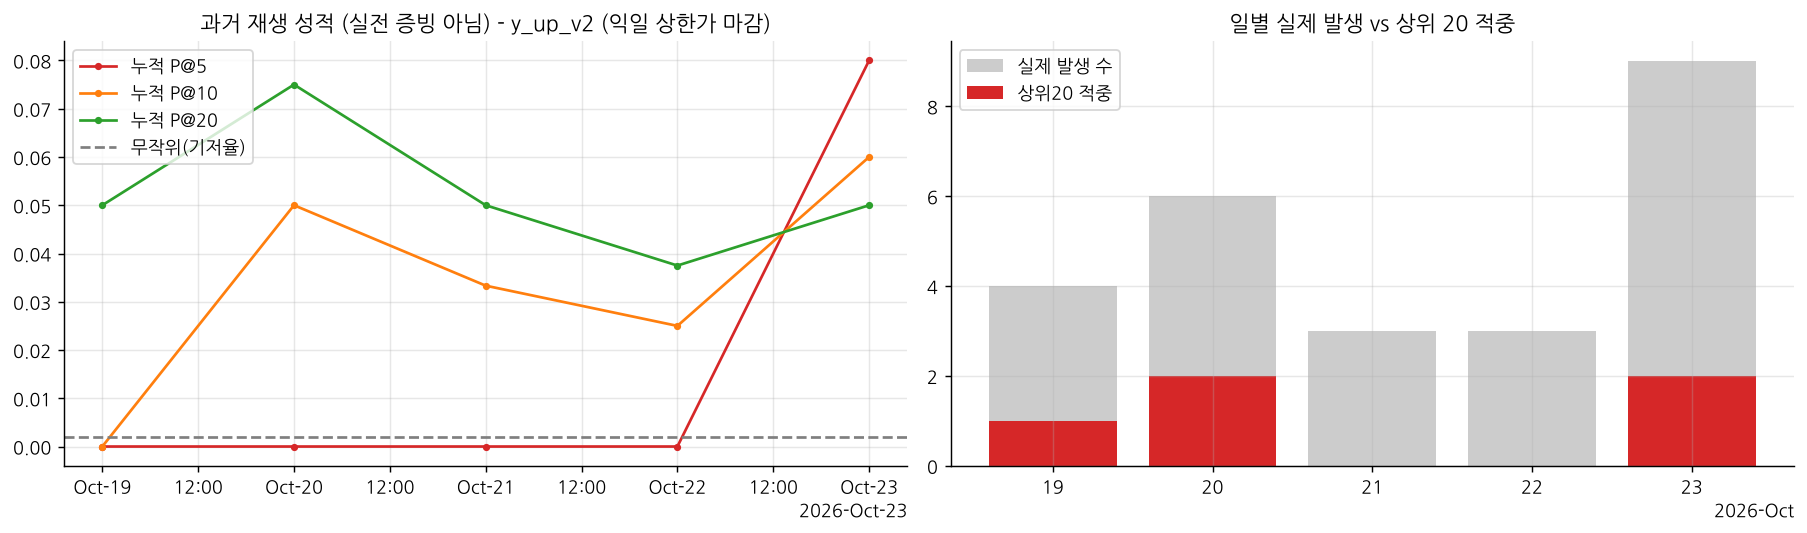 과거 재생 성적 (실전 증빙 아님) - y_up_v2 (익일 상한가 마감)
누적 P@5
누적 P@10
누적 P@20
무작위(기저율)
0.08
0.07
0.06
0.05
0.04
0.03
0.02
0.01
0.00
Oct-19 12:00 Oct-20 12:00 Oct-21 12:00 Oct-22 12:00 Oct-23
2026-Oct-23
일별 실제 발생 vs 상위 20 적중
실제 발생 수
상위20 적중
8
6
4
2
0
19 20 21 22 23
2026-Oct